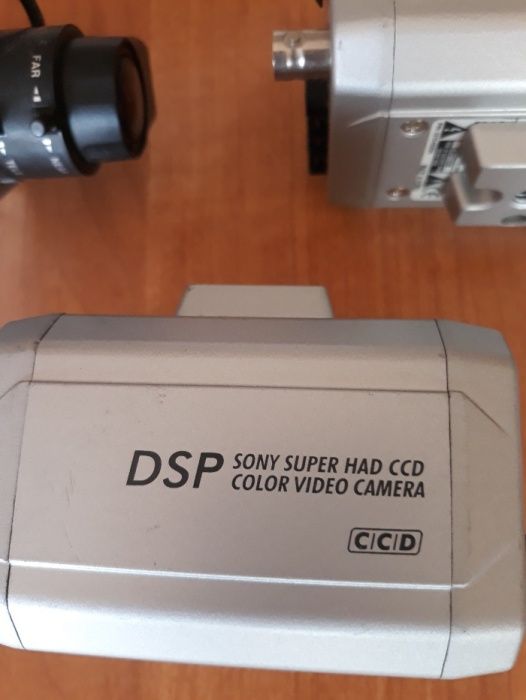 FAR
DSP SONY SUPER HAD CCD
COLOR VIDEO CAMERA
CCD